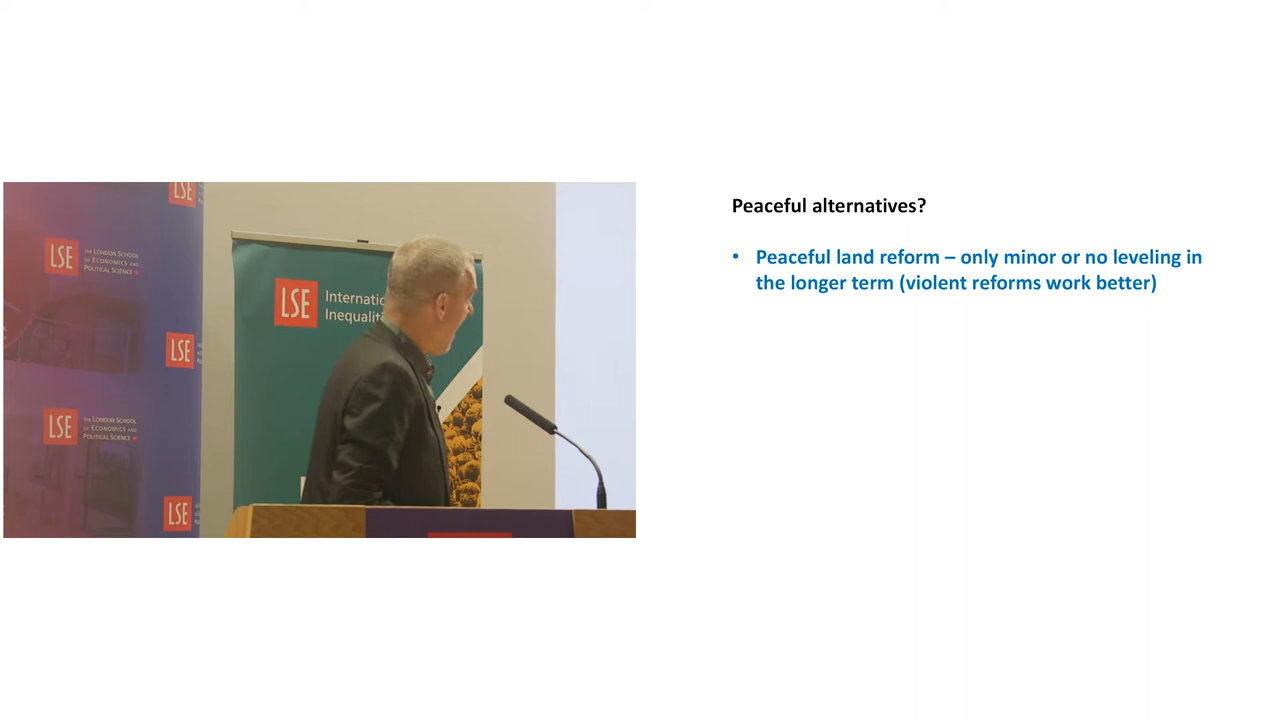 LSE
LSE
THE LONDON SCHOOL
OF ECONOMICS AND
POLITICAL SCIENCE
LSE
LSE
THE LONDON SCHOOL
OF ECONOMICS AND
POLITICAL SCIENCE
LSE
LSE
Internatio
Inequalit
Peaceful alternatives?
• Peaceful land reform – only minor or no leveling in
the longer term (violent reforms work better)